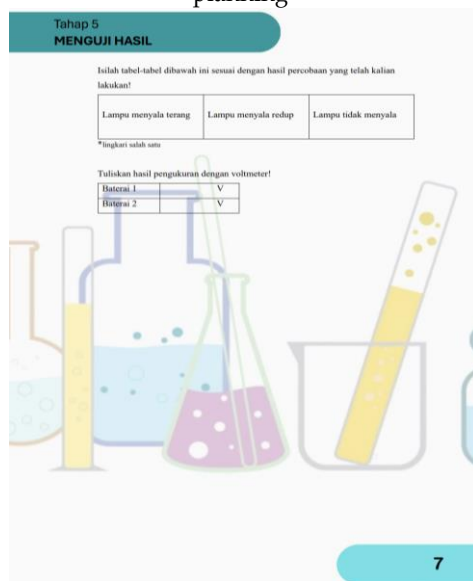 planning
Tahap 5
MENGUJI HASIL
Isilah tabel-tabel dibawah ini sesuai dengan hasil percobaan yang telah kalian
lakukan!
Lampu menyala terang Lampu menyala redup Lampu tidak menyala
*lingkari salah satu
Tuliskan hasil pengukuran dengan voltmeter!
Baterai 1 V
Baterai 2 V
7